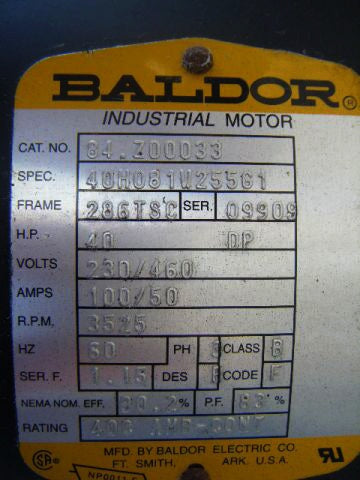 BALDOR ®
INDUSTRIAL MOTOR
CAT. NO. 84.Z00033
SPEC. 40H081W255G1
FRAME 286TSC SER. 09909
H.P. 40 DP
VOLTS 230/460
AMPS 100/50
R.P.M. 3525
HZ 60 PH 3 CLASS B
SER. F. 1.15 DES B CODE F
NEMA NOM. EFF. 90.2% P.F. 83%
RATING 40C AMB-CONT
MFD. BY BALDOR ELECTRIC CO.
FT. SMITH, ARK. U.S.A.